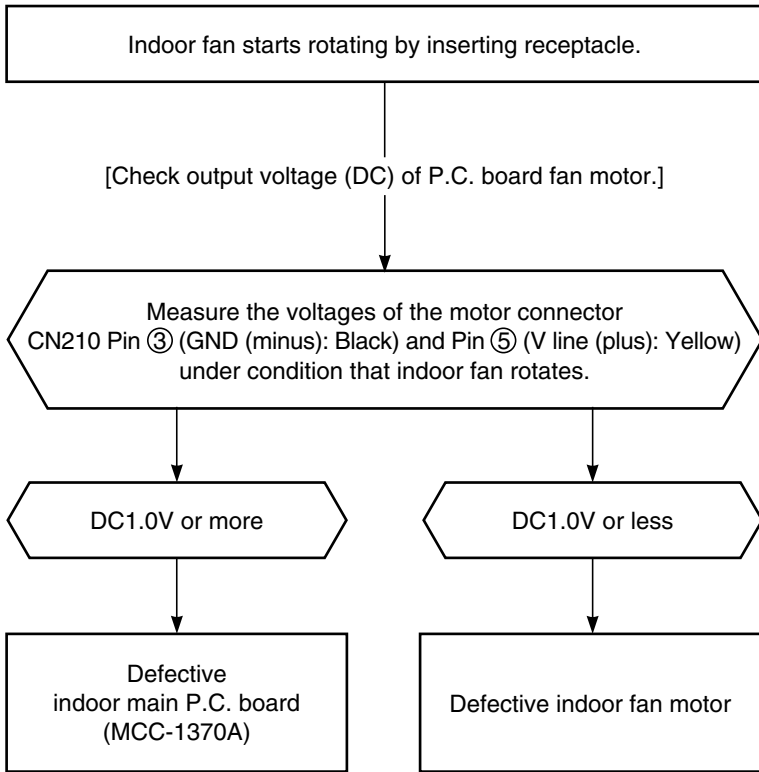 Indoor fan starts rotating by inserting receptacle.
[Check output voltage (DC) of P.C. board fan motor.]
Measure the voltages of the motor connector
CN210 Pin ③ (GND (minus): Black) and Pin ⑤ (V line (plus): Yellow)
under condition that indoor fan rotates.
DC1.0V or more
DC1.0V or less
Defective
indoor main P.C. board
(MCC-1370A)
Defective indoor fan motor